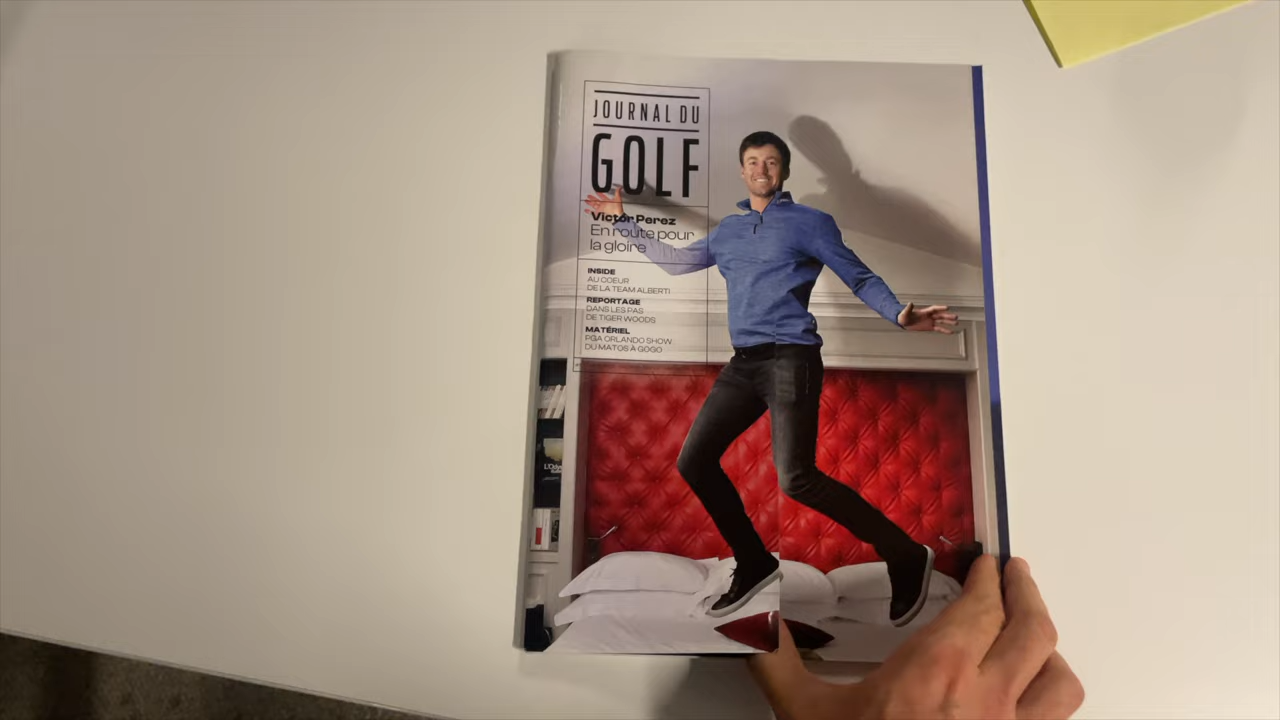 JOURNAL DU
GOLF
Victor Perez
En route pour
la gloire
INSIDE
AU COEUR
DE LA TEAM ALBERTI
REPORTAGE
DANS LES PAS
DE TIGER WOODS
MATÉRIEL
PGA ORLANDO SHOW
DU MATOS À GOGO